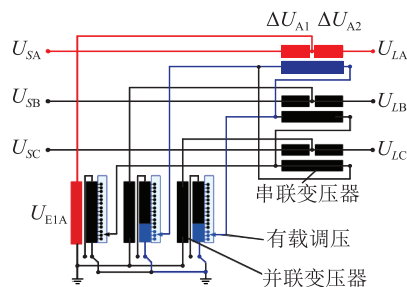 ΔU_A1 ΔU_A2
U_SA U_LA
U_SB U_LB
U_SC U_LC
串联变压器
U_E1A
有载调压
并联变压器